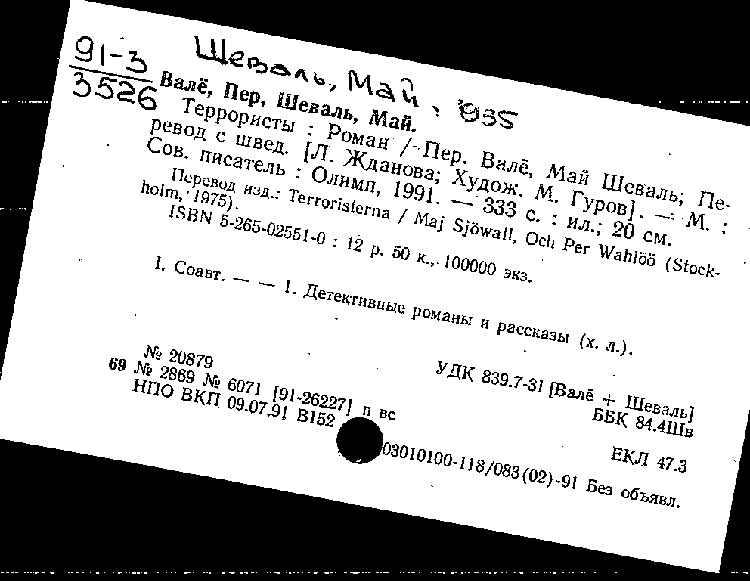 91-3
3526
Шеваль, Май, 1935
Валё, Пер, Шеваль, Май.
Террористы : Роман / Пер. Валё, Май Шеваль; Пе-
ревод с швед. [Л. Жданова; Худож. М. Гуров]. — М. :
Сов. писатель : Олимп, 1991. — 333 с. : ил.; 20 см.
Перевод изд.: Terroristerna / Maj Sjöwall, Och Per Wahlöö (Stock-
holm, 1975).
ISBN 5-265-02551-0 : 12 р. 50 к., 100000 экз.
I. Соавт. — — 1. Детективные романы и рассказы (х. л.).
УДК 839.7-31 [Валё + Шеваль]
ББК 84.4Шв
№ 20879
69 № 2869 № 6071 [91-26227] п вс
ЕКЛ 47.3
НПО ВКП 09.07.91 В152
03010100-118/083(02)-91 Без объявл.